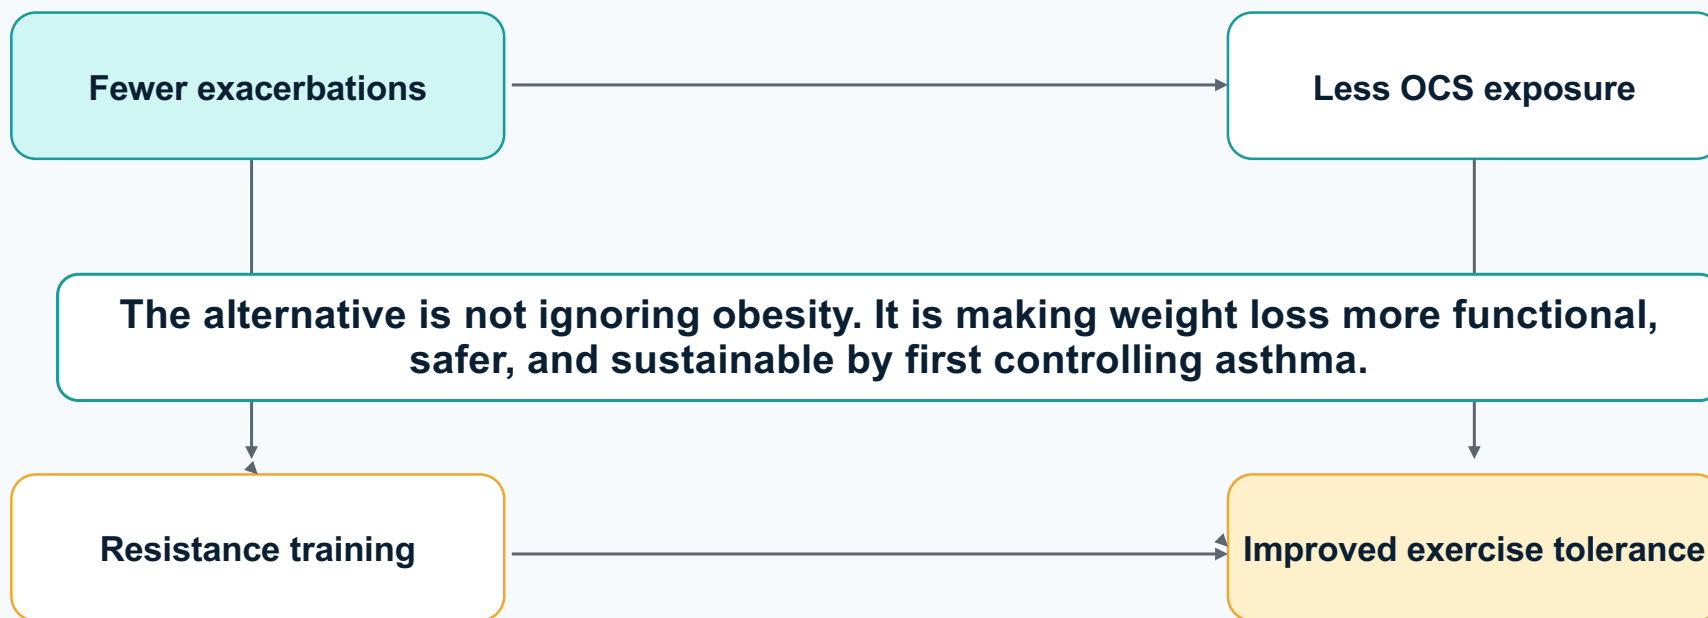 Fewer exacerbations
Less OCS exposure
The alternative is not ignoring obesity. It is making weight loss more functional,
safer, and sustainable by first controlling asthma.
Resistance training
Improved exercise tolerance